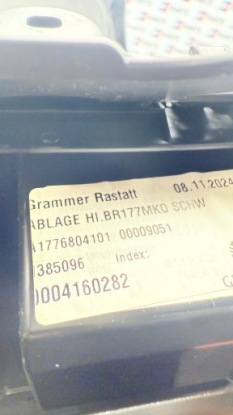 Grammer Rastatt 08.11.2024
ABLAGE HI.BR177MKO SCHW
A1776804101 00009051
385096 Index:
0004160282